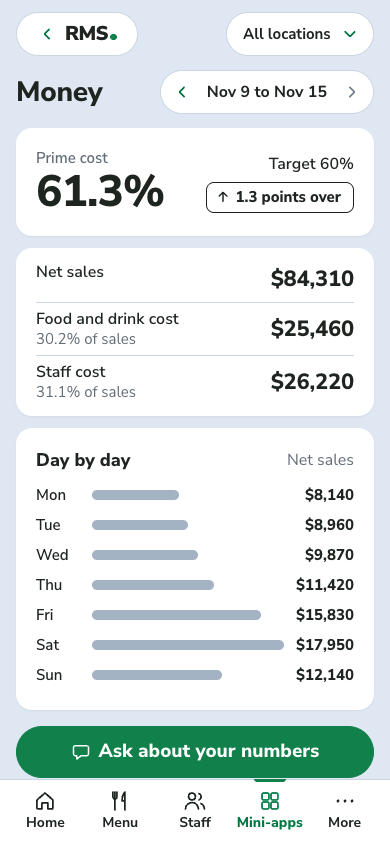 RMS.
All locations
Money
Nov 9 to Nov 15
Prime cost
61.3%
Target 60%
↑ 1.3 points over
Net sales
$84,310
Food and drink cost
30.2% of sales
$25,460
Staff cost
31.1% of sales
$26,220
Day by day
Net sales
Mon $8,140
Tue $8,960
Wed $9,870
Thu $11,420
Fri $15,830
Sat $17,950
Sun $12,140
Ask about your numbers
Home Menu Staff Mini-apps More